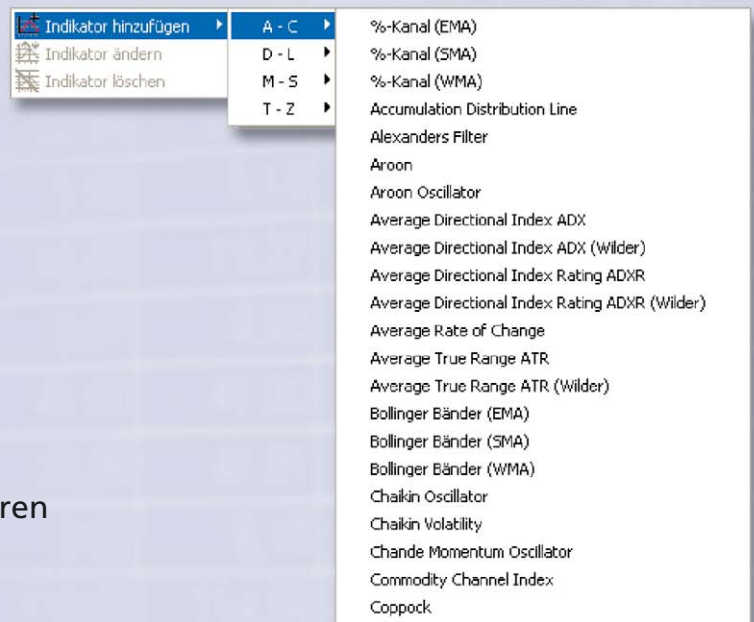 Indikator hinzufügen
Indikator ändern
Indikator löschen
A - C
D - L
M - S
T - Z
%-Kanal (EMA)
%-Kanal (SMA)
%-Kanal (WMA)
Accumulation Distribution Line
Alexanders Filter
Aroon
Aroon Oscillator
Average Directional Index ADX
Average Directional Index ADX (Wilder)
Average Directional Index Rating ADXR
Average Directional Index Rating ADXR (Wilder)
Average Rate of Change
Average True Range ATR
Average True Range ATR (Wilder)
Bollinger Bänder (EMA)
Bollinger Bänder (SMA)
Bollinger Bänder (WMA)
Chaikin Oscillator
Chaikin Volatility
Chande Momentum Oscillator
Commodity Channel Index
Coppock
ren